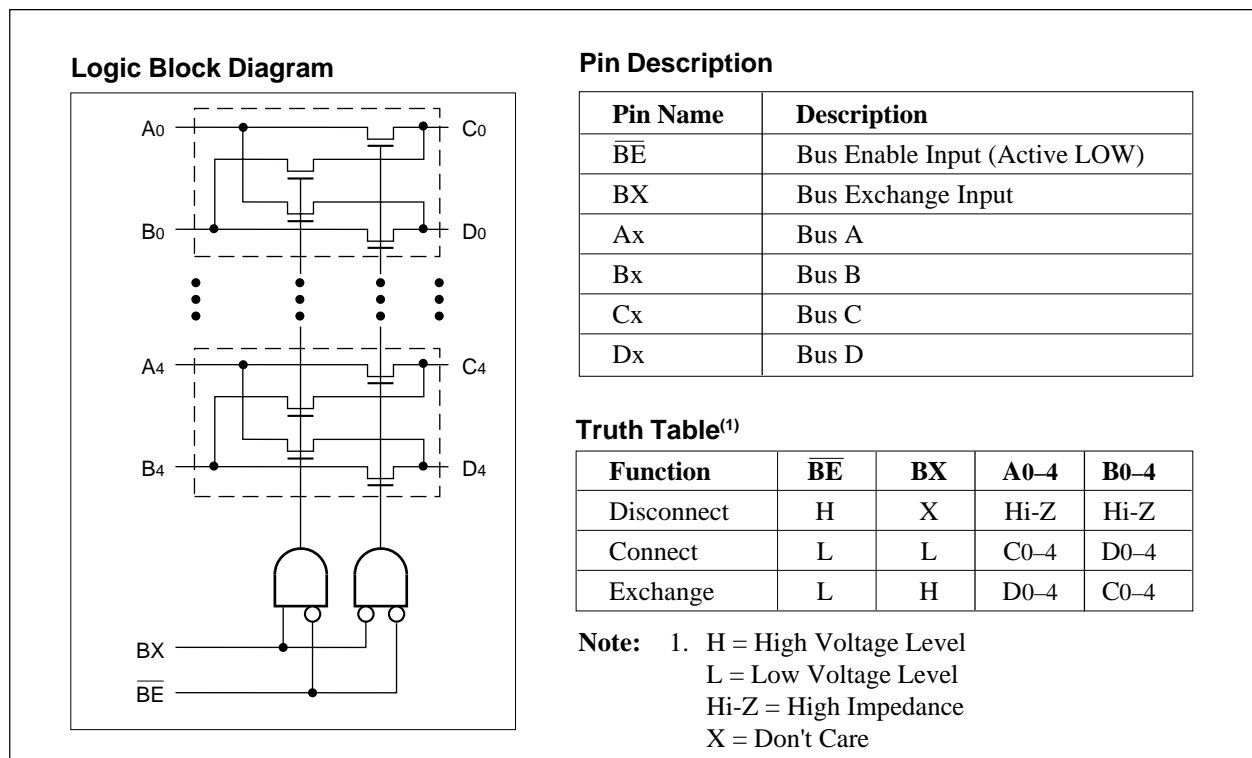 Logic Block Diagram
A0
C0
B0
D0
A4
C4
B4
D4
BX
B̅E̅
Pin Description
Pin Name Description
B̅E̅ Bus Enable Input (Active LOW)
BX Bus Exchange Input
Ax Bus A
Bx Bus B
Cx Bus C
Dx Bus D
Truth Table(1)
Function B̅E̅ BX A0–4 B0–4
Disconnect H X Hi-Z Hi-Z
Connect L L C0–4 D0–4
Exchange L H D0–4 C0–4
Note: 1. H = High Voltage Level
L = Low Voltage Level
Hi-Z = High Impedance
X = Don't Care